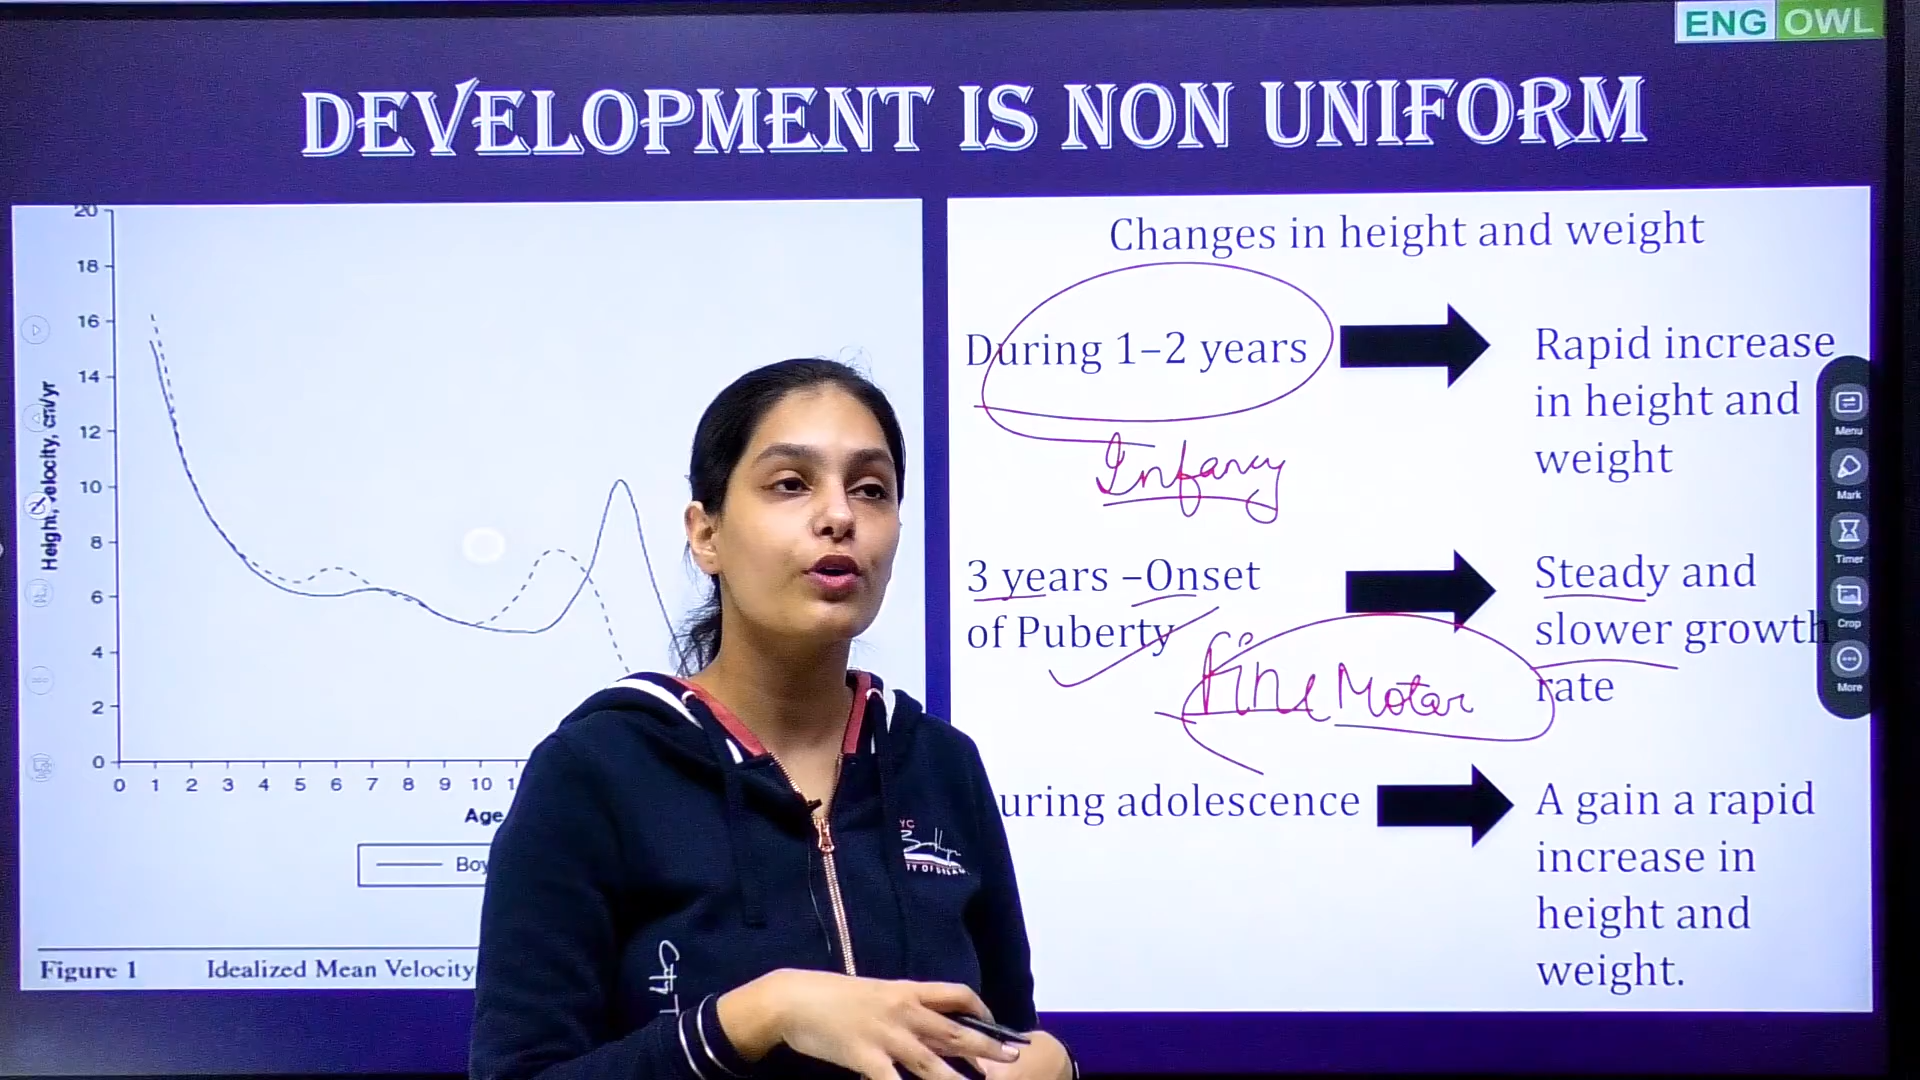 ENG OWL
DEVELOPMENT IS NON UNIFORM
20
18
16
14
12
10
8
6
4
2
0
Height, velocity, cm/yr
0 1 2 3 4 5 6 7 8 9 10
Age
Figure 1 Idealized Mean Velocity
Changes in height and weight
During 1–2 years
Rapid increase
in height and
weight
Infancy
3 years –Onset
of Puberty
Steady and
slower growth
rate
fine Motor
uring adolescence
A gain a rapid
increase in
height and
weight.
Menu
Mark
Timer
Crop
More